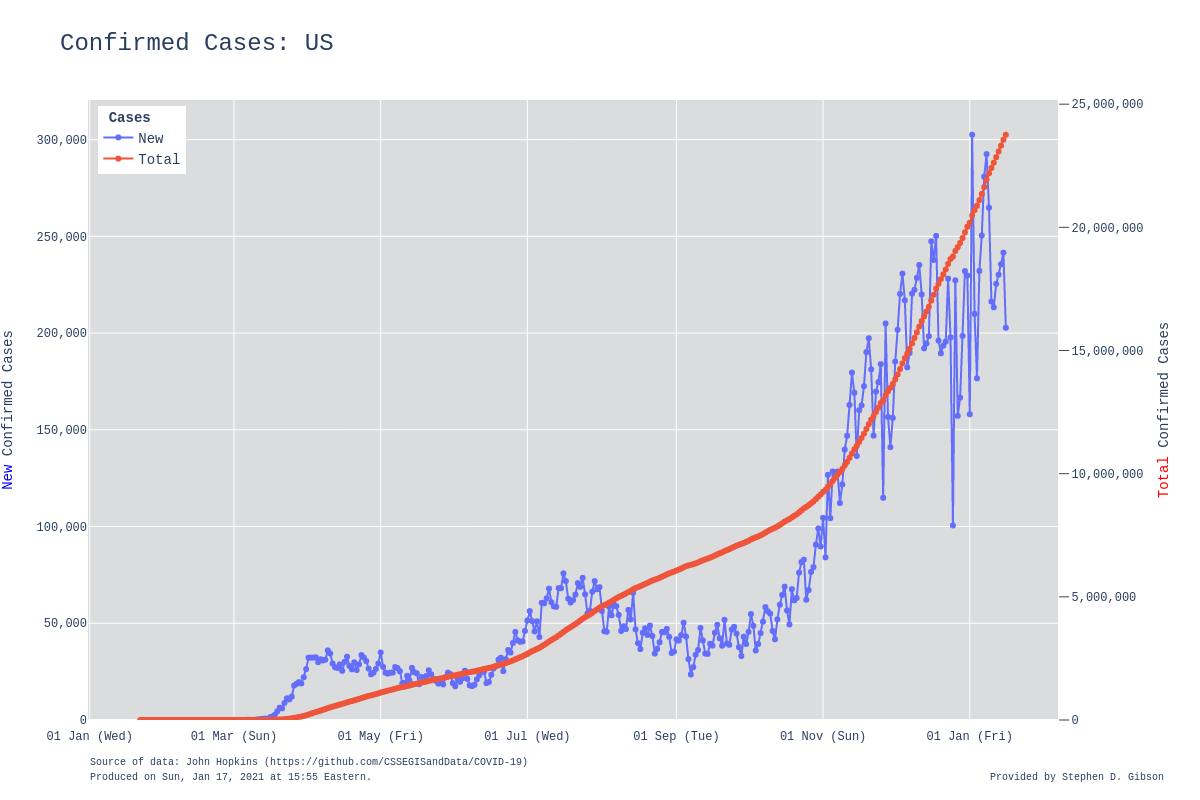 Confirmed Cases: US
Cases
New
Total
300,000
250,000
200,000
150,000
100,000
50,000
0
New Confirmed Cases
25,000,000
20,000,000
15,000,000
10,000,000
5,000,000
0
Total Confirmed Cases
01 Jan (Wed) 01 Mar (Sun) 01 May (Fri) 01 Jul (Wed) 01 Sep (Tue) 01 Nov (Sun) 01 Jan (Fri)
Source of data: John Hopkins (https://github.com/CSSEGISandData/COVID-19)
Produced on Sun, Jan 17, 2021 at 15:55 Eastern.
Provided by Stephen D. Gibson